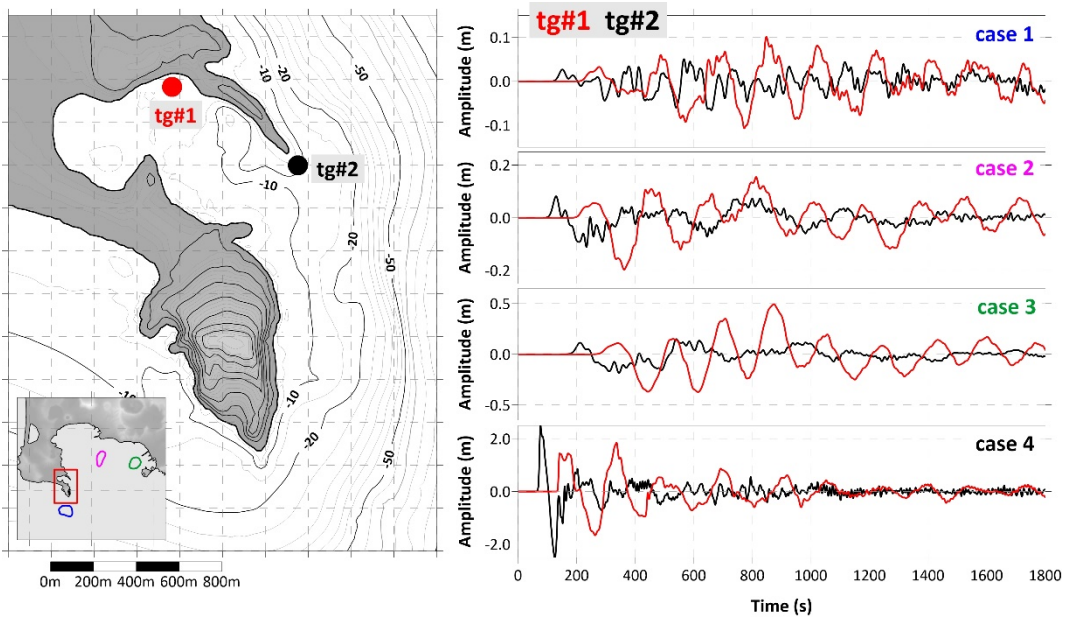 tg#1 tg#2
-10
-20
-50
tg#1
tg#2
-10
-20
-50
-10
-10
-20
-50
0m 200m 400m 600m 800m
case 1
Amplitude (m)
0.1
0.0
-0.1
case 2
Amplitude (m)
0.2
0.0
-0.2
case 3
Amplitude (m)
0.5
0.0
-0.5
case 4
Amplitude (m)
2.0
0.0
-2.0
0 200 400 600 800 1000 1200 1400 1600 1800
Time (s)